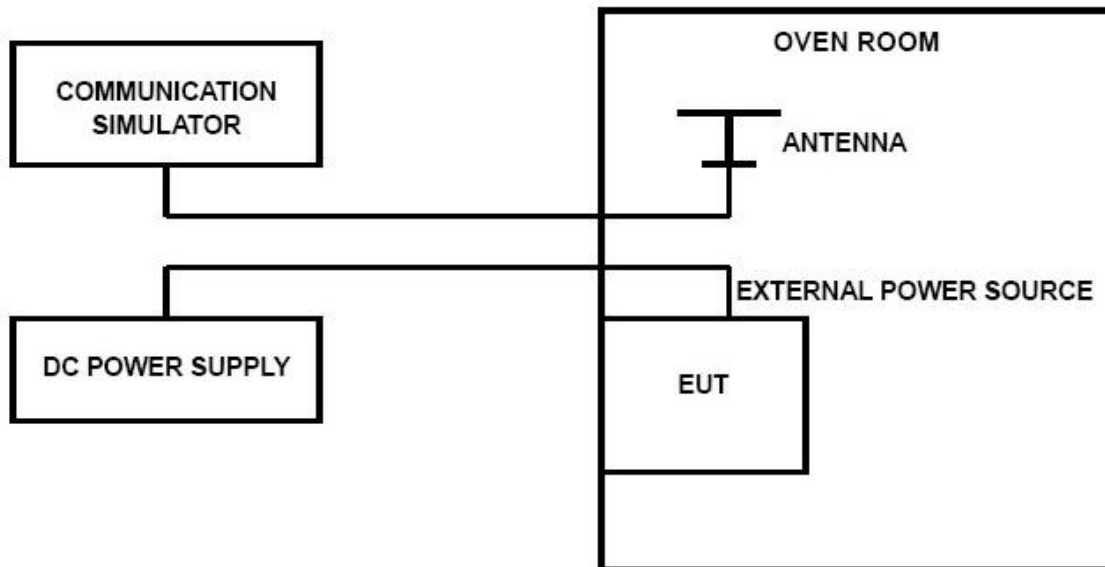 OVEN ROOM
COMMUNICATION
SIMULATOR
ANTENNA
EXTERNAL POWER SOURCE
DC POWER SUPPLY
EUT